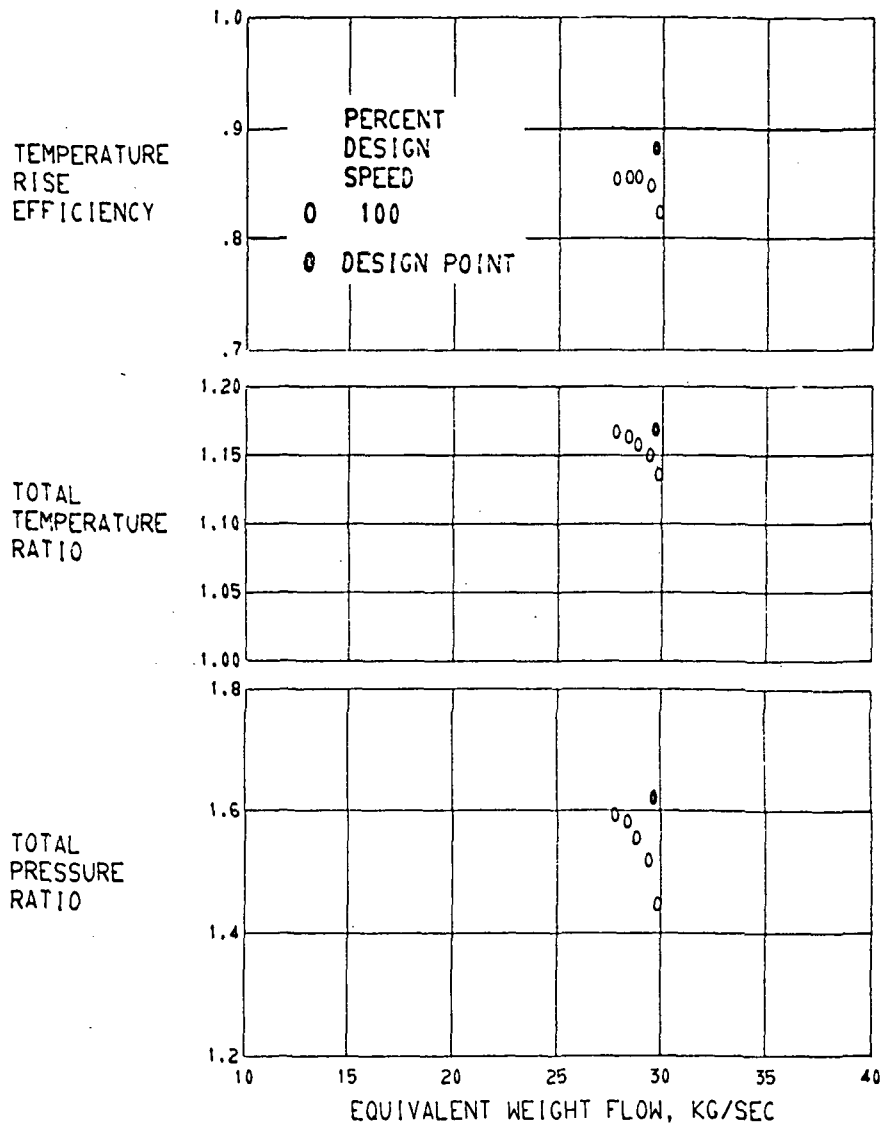 1.0
.9
.8
.7
TEMPERATURE
RISE
EFFICIENCY
PERCENT
DESIGN
SPEED
O 100
DESIGN POINT
1.20
1.15
1.10
1.05
1.00
TOTAL
TEMPERATURE
RATIO
1.8
1.6
1.4
1.2
TOTAL
PRESSURE
RATIO
10 15 20 25 30 35 40
EQUIVALENT WEIGHT FLOW, KG/SEC